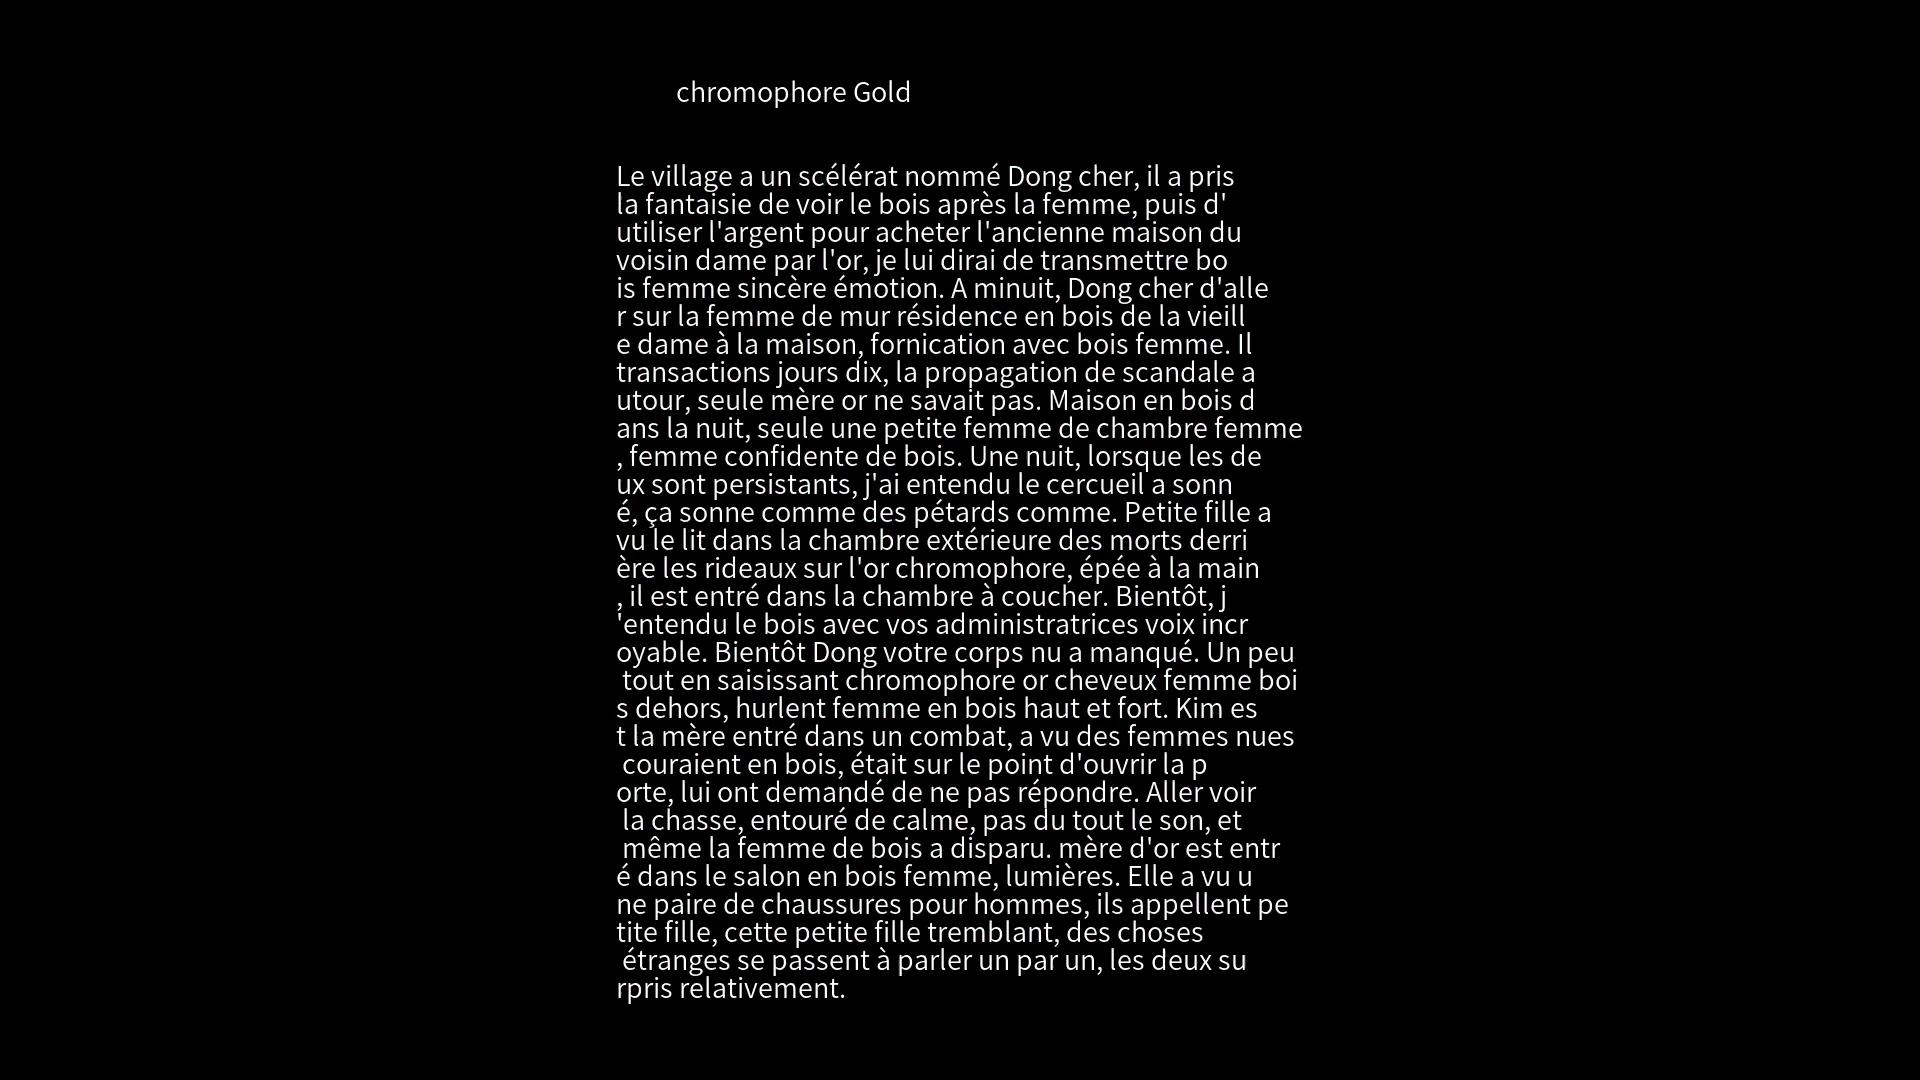 chromophore Gold
Le village a un scélérat nommé Dong cher, il a pris
la fantaisie de voir le bois après la femme, puis d'
utiliser l'argent pour acheter l'ancienne maison du
voisin dame par l'or, je lui dirai de transmettre bo
is femme sincère émotion. A minuit, Dong cher d'alle
r sur la femme de mur résidence en bois de la vieill
e dame à la maison, fornication avec bois femme. Il
transactions jours dix, la propagation de scandale a
utour, seule mère or ne savait pas. Maison en bois d
ans la nuit, seule une petite femme de chambre femme
, femme confidente de bois. Une nuit, lorsque les de
ux sont persistants, j'ai entendu le cercueil a sonn
é, ça sonne comme des pétards comme. Petite fille a
vu le lit dans la chambre extérieure des morts derri
ère les rideaux sur l'or chromophore, épée à la main
, il est entré dans la chambre à coucher. Bientôt, j
'entendu le bois avec vos administratrices voix incr
oyable. Bientôt Dong votre corps nu a manqué. Un peu
tout en saisissant chromophore or cheveux femme boi
s dehors, hurlent femme en bois haut et fort. Kim es
t la mère entré dans un combat, a vu des femmes nues
couraient en bois, était sur le point d'ouvrir la p
orte, lui ont demandé de ne pas répondre. Aller voir
la chasse, entouré de calme, pas du tout le son, et
même la femme de bois a disparu. mère d'or est entr
é dans le salon en bois femme, lumières. Elle a vu u
ne paire de chaussures pour hommes, ils appellent pe
tite fille, cette petite fille tremblant, des choses
étranges se passent à parler un par un, les deux su
rpris relativement.